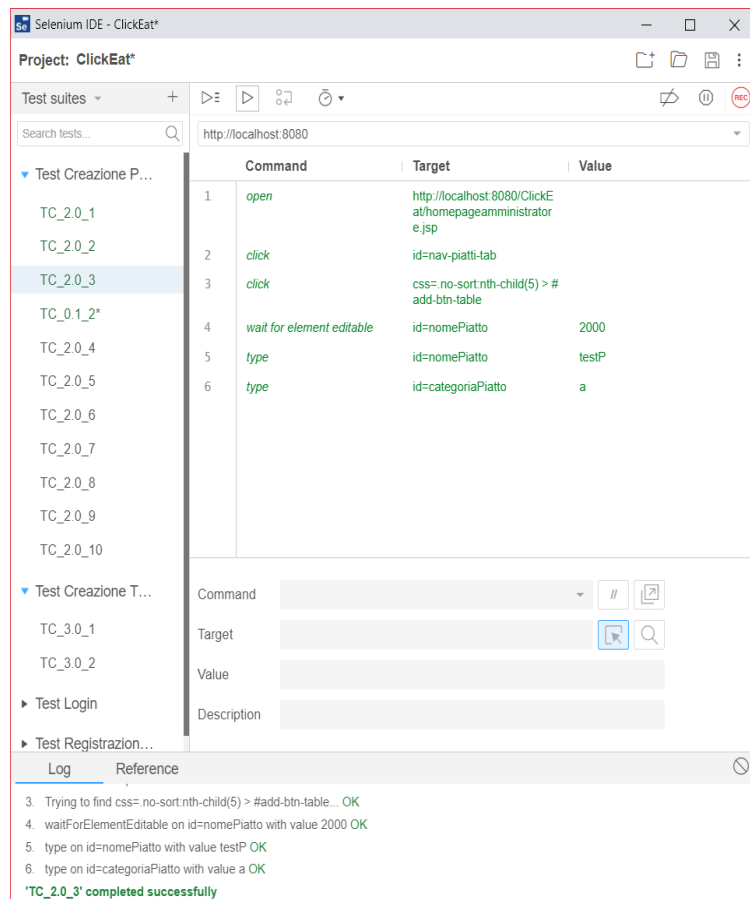 Se Selenium IDE - ClickEat*
Project: ClickEat*
Test suites
Search tests...
http://localhost:8080
REC
Test Creazione P...
TC_2.0_1
TC_2.0_2
TC_2.0_3
TC_0.1_2*
TC_2.0_4
TC_2.0_5
TC_2.0_6
TC_2.0_7
TC_2.0_8
TC_2.0_9
TC_2.0_10
Test Creazione T...
TC_3.0_1
TC_3.0_2
Test Login
Test Registrazion...
Command Target Value
1 open http://localhost:8080/ClickE
at/homepageamministrator
e.jsp
2 click id=nav-piatti-tab
3 click css=.no-sort:nth-child(5) > #
add-btn-table
4 wait for element editable id=nomePiatto 2000
5 type id=nomePiatto testP
6 type id=categoriaPiatto a
Command //
Target
Value
Description
Log Reference
3. Trying to find css=.no-sort:nth-child(5) > #add-btn-table... OK
4. waitForElementEditable on id=nomePiatto with value 2000 OK
5. type on id=nomePiatto with value testP OK
6. type on id=categoriaPiatto with value a OK
'TC_2.0_3' completed successfully